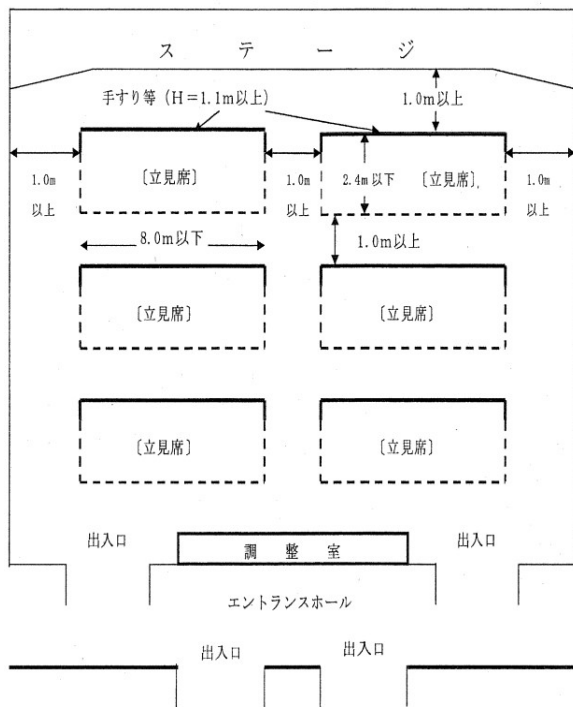 ステージ
手すり等（H＝1.1m以上）
1.0m以上
1.0m
以上
〔立見席〕
1.0m
以上
2.4m以下
〔立見席〕
1.0m
以上
8.0m以下
1.0m以上
〔立見席〕
〔立見席〕
〔立見席〕
〔立見席〕
出入口
調整室
出入口
エントランスホール
出入口
出入口